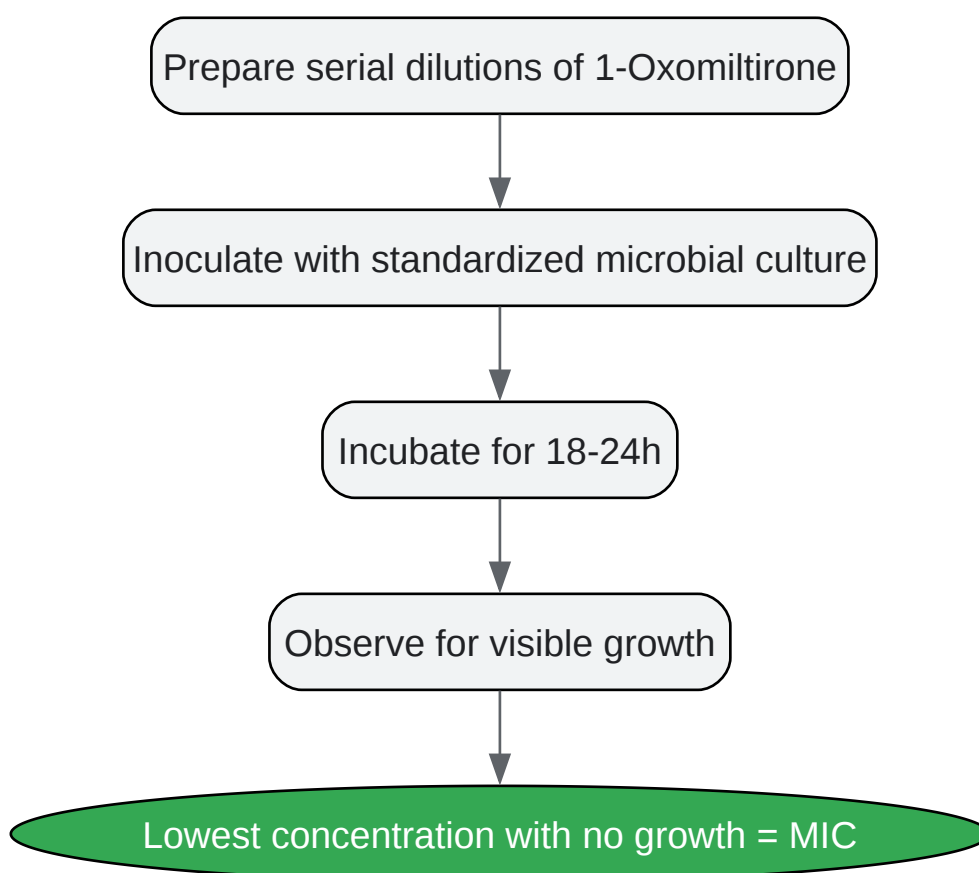 Prepare serial dilutions of 1-Oxomiltirone
Inoculate with standardized microbial culture
Incubate for 18-24h
Observe for visible growth
Lowest concentration with no growth = MIC